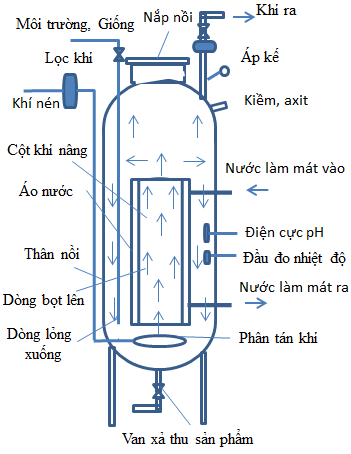 Nắp nồi
Khí ra
Môi trường, Giống
Lọc khí
Áp kế
Khí nén
Kiềm, axit
Cột khí nâng
Nước làm mát vào
Áo nước
Điện cực pH
Thân nồi
Đầu đo nhiệt độ
Nước làm mát ra
Dòng bọt lên
Dòng lỏng
xuống
Phân tán khí
Van xả thu sản phẩm